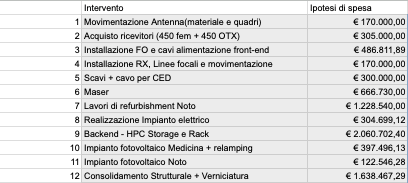 Intervento Ipotesi di spesa
1 Movimentazione Antenna(materiale e quadri) € 170.000,00
2 Acquisto ricevitori (450 fem + 450 OTX) € 305.000,00
3 Installazione FO e cavi alimentazione front-end € 486.811,89
4 Installazione RX, Linee focali e movimentazione € 170.000,00
5 Scavi + cavo per CED € 300.000,00
6 Maser € 666.730,00
7 Lavori di refurbishment Noto € 1.228.540,00
8 Realizzazione Impianto elettrico € 304.699,12
9 Backend - HPC Storage e Rack € 2.060.702,40
10 Impianto fotovoltaico Medicina + relamping € 397.496,13
11 Impianto fotovoltaico Noto € 122.546,28
12 Consolidamento Strutturale + Verniciatura € 1.638.467,29